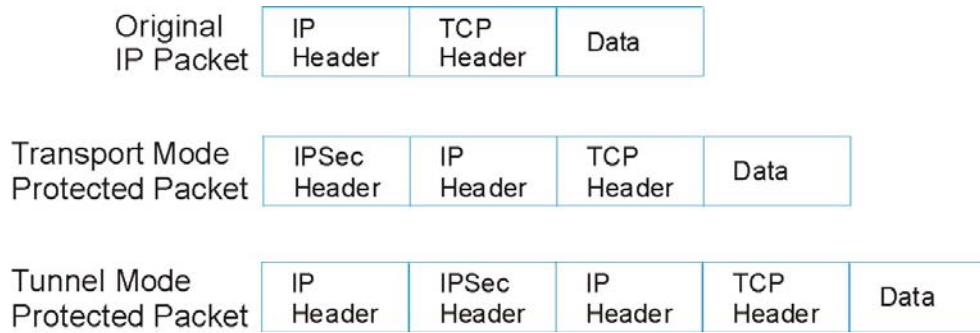 Original
IP Packet
IP
Header
TCP
Header
Data
Transport Mode
Protected Packet
IPSec
Header
IP
Header
TCP
Header
Data
Tunnel Mode
Protected Packet
IP
Header
IPSec
Header
IP
Header
TCP
Header
Data